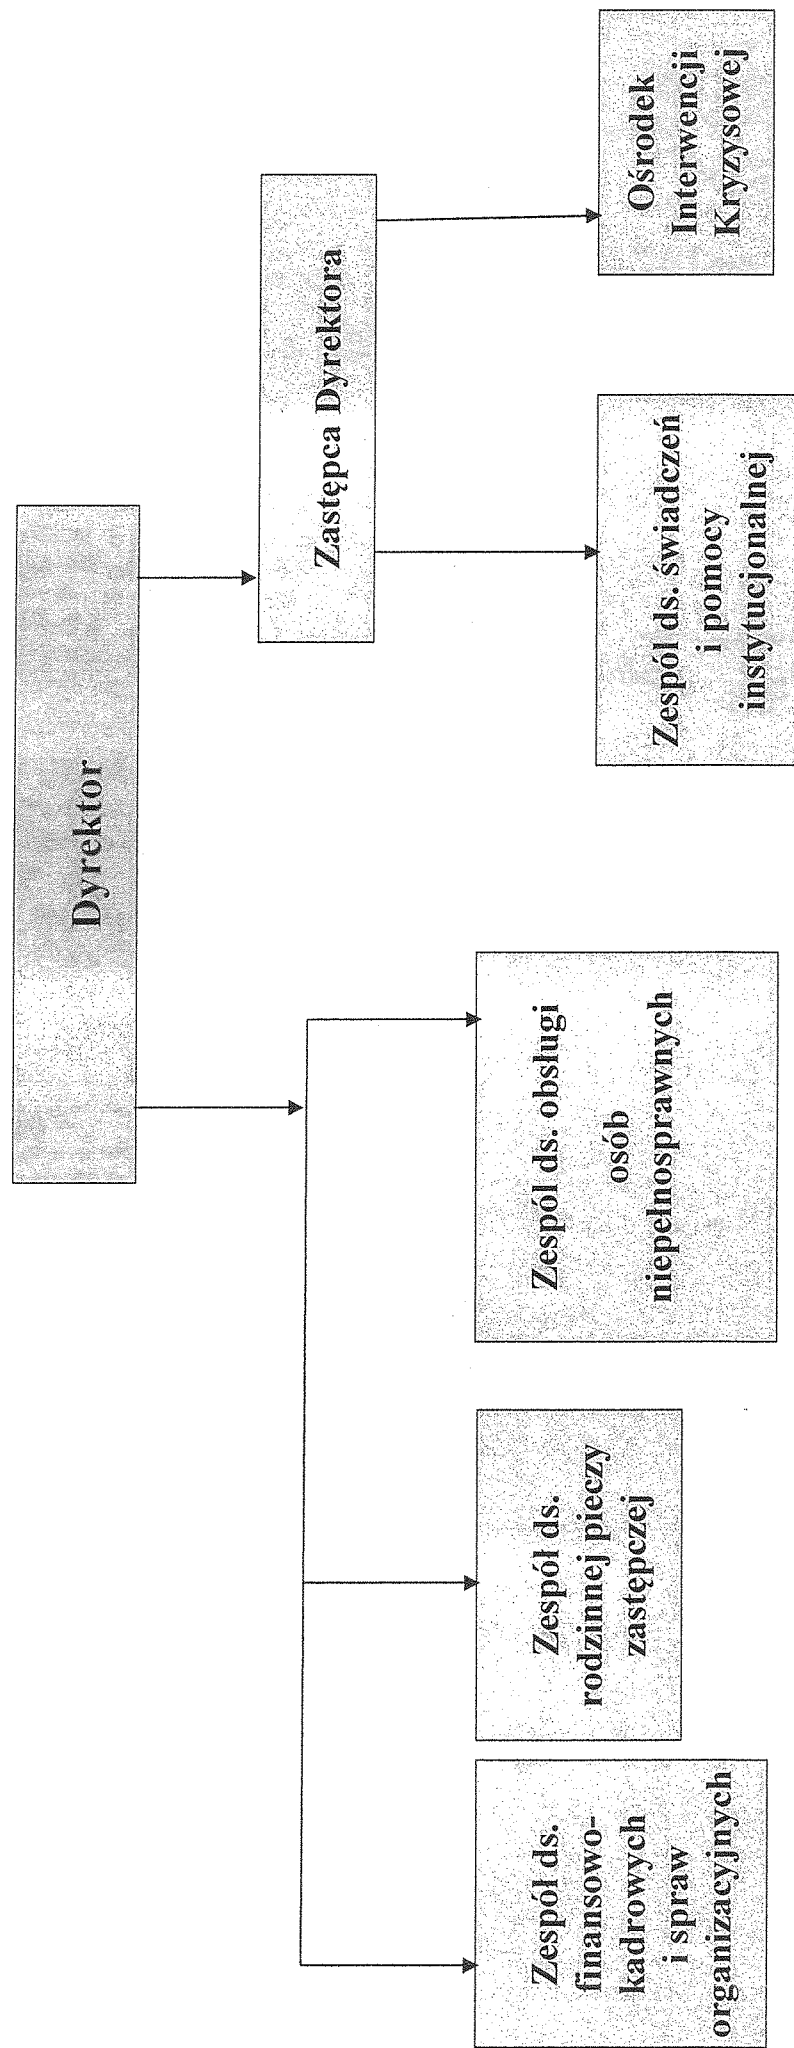 Dyrektor
Zastępca Dyrektora
Zespół ds.
finansowo-
kadrowych
i spraw
organizacyjnych
Zespół ds.
rodzinnej pieczy
zastępczej
Zespół ds. obsługi
osób
niepełnosprawnych
Zespół ds. świadczeń
i pomocy
instytucjonalnej
Ośrodek
Interwencji
Kryzysowej